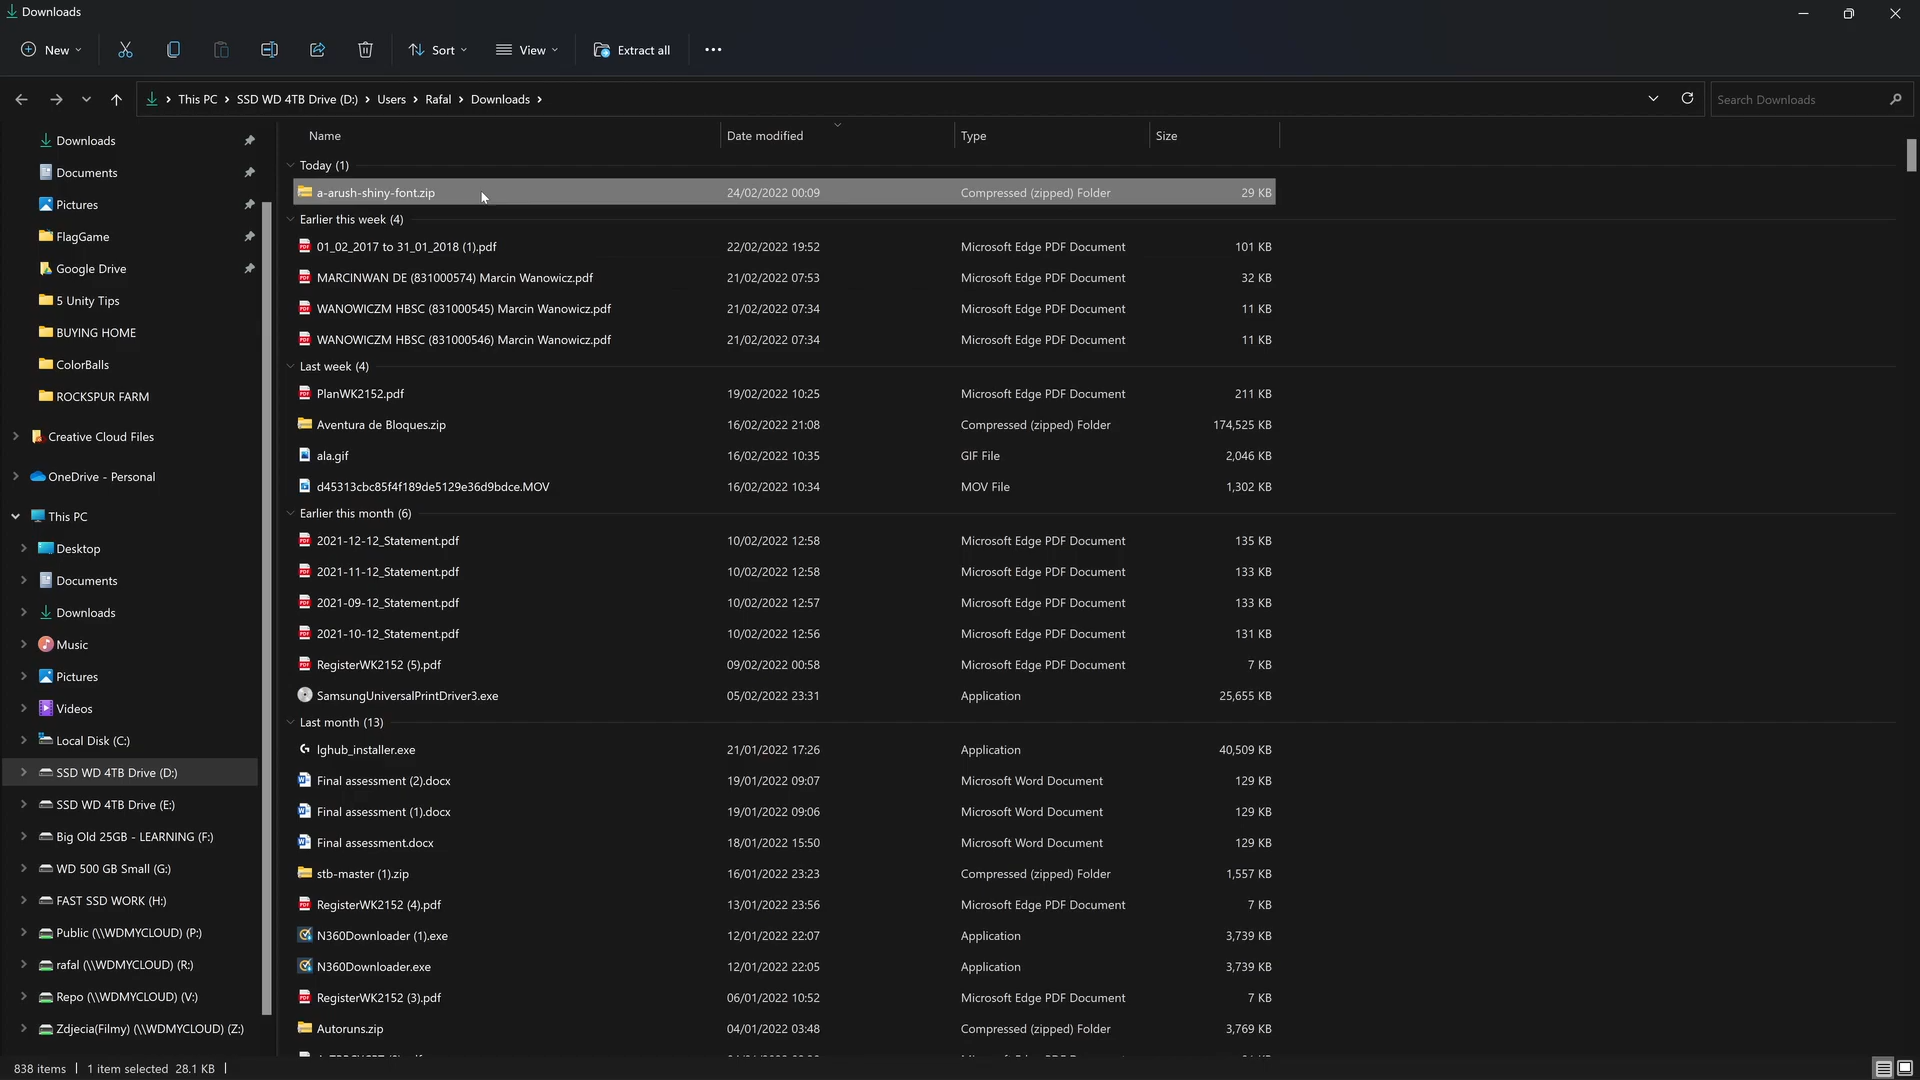 Downloads
New
Sort
View
Extract all
This PC > SSD WD 4TB Drive (D:) > Users > Rafal > Downloads >
Search Downloads
Downloads
Documents
Pictures
FlagGame
Google Drive
5 Unity Tips
BUYING HOME
ColorBalls
ROCKSPUR FARM
Creative Cloud Files
OneDrive - Personal
This PC
Desktop
Documents
Downloads
Music
Pictures
Videos
Local Disk (C:)
SSD WD 4TB Drive (D:)
SSD WD 4TB Drive (E:)
Big Old 25GB - LEARNING (F:)
WD 500 GB Small (G:)
FAST SSD WORK (H:)
Public (\\WDMYCLOUD) (P:)
rafal (\\WDMYCLOUD) (R:)
Repo (\\WDMYCLOUD) (V:)
Zdjecia(Filmy) (\\WDMYCLOUD) (Z:)
Name Date modified Type Size
Today (1)
a-arush-shiny-font.zip 24/02/2022 00:09 Compressed (zipped) Folder 29 KB
Earlier this week (4)
01_02_2017 to 31_01_2018 (1).pdf 22/02/2022 19:52 Microsoft Edge PDF Document 101 KB
MARCINWAN DE (831000574) Marcin Wanowicz.pdf 21/02/2022 07:53 Microsoft Edge PDF Document 32 KB
WANOWICZM HBSC (831000545) Marcin Wanowicz.pdf 21/02/2022 07:34 Microsoft Edge PDF Document 11 KB
WANOWICZM HBSC (831000546) Marcin Wanowicz.pdf 21/02/2022 07:34 Microsoft Edge PDF Document 11 KB
Last week (4)
PlanWK2152.pdf 19/02/2022 10:25 Microsoft Edge PDF Document 211 KB
Aventura de Bloques.zip 16/02/2022 21:08 Compressed (zipped) Folder 174,525 KB
ala.gif 16/02/2022 10:35 GIF File 2,046 KB
d45313cbc85f4f189de5129e36d9bdce.MOV 16/02/2022 10:34 MOV File 1,302 KB
Earlier this month (6)
2021-12-12_Statement.pdf 10/02/2022 12:58 Microsoft Edge PDF Document 135 KB
2021-11-12_Statement.pdf 10/02/2022 12:58 Microsoft Edge PDF Document 133 KB
2021-09-12_Statement.pdf 10/02/2022 12:57 Microsoft Edge PDF Document 133 KB
2021-10-12_Statement.pdf 10/02/2022 12:56 Microsoft Edge PDF Document 131 KB
RegisterWK2152 (5).pdf 09/02/2022 00:58 Microsoft Edge PDF Document 7 KB
SamsungUniversalPrintDriver3.exe 05/02/2022 23:31 Application 25,655 KB
Last month (13)
lghub_installer.exe 21/01/2022 17:26 Application 40,509 KB
Final assessment (2).docx 19/01/2022 09:07 Microsoft Word Document 129 KB
Final assessment (1).docx 19/01/2022 09:06 Microsoft Word Document 129 KB
Final assessment.docx 18/01/2022 15:50 Microsoft Word Document 129 KB
stb-master (1).zip 16/01/2022 23:23 Compressed (zipped) Folder 1,557 KB
RegisterWK2152 (4).pdf 13/01/2022 23:56 Microsoft Edge PDF Document 7 KB
N360Downloader (1).exe 12/01/2022 22:07 Application 3,739 KB
N360Downloader.exe 12/01/2022 22:05 Application 3,739 KB
RegisterWK2152 (3).pdf 06/01/2022 10:52 Microsoft Edge PDF Document 7 KB
Autoruns.zip 04/01/2022 03:48 Compressed (zipped) Folder 3,769 KB
838 items | 1 item selected 28.1 KB |